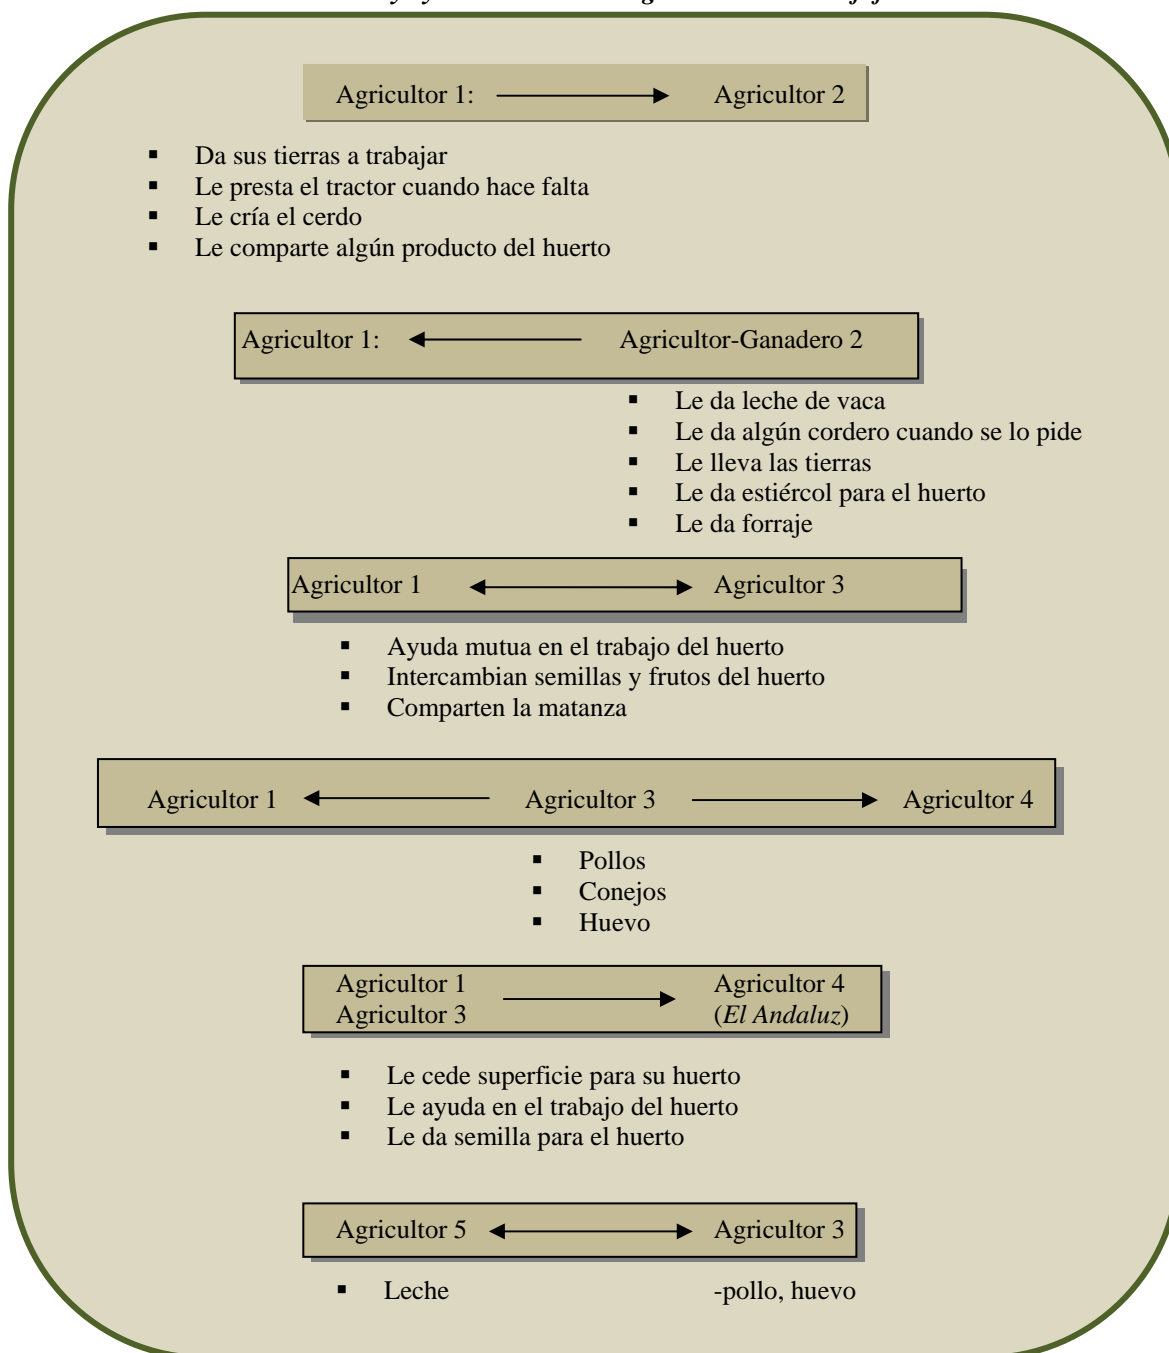 Agricultor 1: Agricultor 2
▪ Da sus tierras a trabajar
▪ Le presta el tractor cuando hace falta
▪ Le cría el cerdo
▪ Le comparte algún producto del huerto
Agricultor 1: Agricultor-Ganadero 2
▪ Le da leche de vaca
▪ Le da algún cordero cuando se lo pide
▪ Le lleva las tierras
▪ Le da estiércol para el huerto
▪ Le da forraje
Agricultor 1 Agricultor 3
▪ Ayuda mutua en el trabajo del huerto
▪ Intercambian semillas y frutos del huerto
▪ Comparten la matanza
Agricultor 1 Agricultor 3 Agricultor 4
▪ Pollos
▪ Conejos
▪ Huevo
Agricultor 1 Agricultor 4
Agricultor 3 (El Andaluz)
▪ Le cede superficie para su huerto
▪ Le ayuda en el trabajo del huerto
▪ Le da semilla para el huerto
Agricultor 5 Agricultor 3
▪ Leche -pollo, huevo